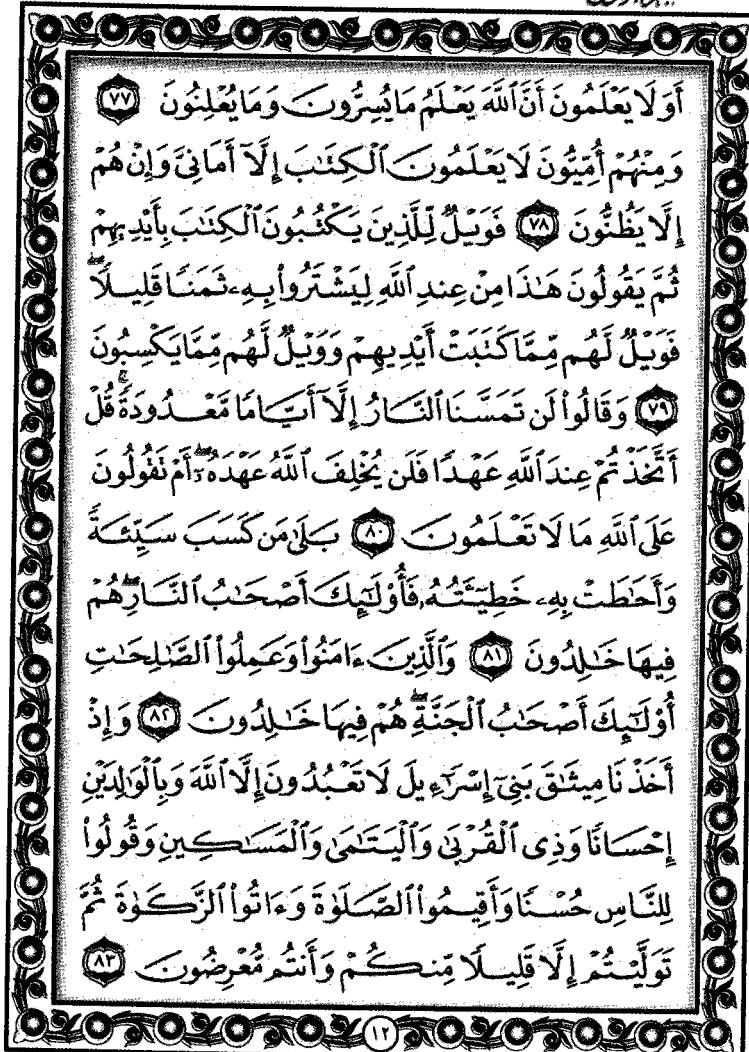 أَوَلَا يَعْلَمُونَ أَنَّ ٱللَّهَ يَعْلَمُ مَا يُسِرُّونَ وَمَا يُعْلِنُونَ ٧٧
وَمِنْهُمْ أُمِّيُّونَ لَا يَعْلَمُونَ ٱلْكِتَٰبَ إِلَّآ أَمَانِىَّ وَإِنْ هُمْ
إِلَّا يَظُنُّونَ ٧٨ فَوَيْلٌ لِّلَّذِينَ يَكْتُبُونَ ٱلْكِتَٰبَ بِأَيْدِيهِمْ
ثُمَّ يَقُولُونَ هَٰذَا مِنْ عِندِ ٱللَّهِ لِيَشْتَرُوا۟ بِهِۦ ثَمَنًا قَلِيلًا ۖ
فَوَيْلٌ لَّهُم مِّمَّا كَتَبَتْ أَيْدِيهِمْ وَوَيْلٌ لَّهُم مِّمَّا يَكْسِبُونَ
٧٩ وَقَالُوا۟ لَن تَمَسَّنَا ٱلنَّارُ إِلَّآ أَيَّامًا مَّعْدُودَةً ۚ قُلْ
أَتَّخَذْتُمْ عِندَ ٱللَّهِ عَهْدًا فَلَن يُخْلِفَ ٱللَّهُ عَهْدَهُۥٓ ۖ أَمْ تَقُولُونَ
عَلَى ٱللَّهِ مَا لَا تَعْلَمُونَ ٨٠ بَلَىٰ مَن كَسَبَ سَيِّئَةً
وَأَحَٰطَتْ بِهِۦ خَطِيٓـَٔتُهُۥ فَأُو۟لَٰٓئِكَ أَصْحَٰبُ ٱلنَّارِ ۖ هُمْ
فِيهَا خَٰلِدُونَ ٨١ وَٱلَّذِينَ ءَامَنُوا۟ وَعَمِلُوا۟ ٱلصَّٰلِحَٰتِ
أُو۟لَٰٓئِكَ أَصْحَٰبُ ٱلْجَنَّةِ ۖ هُمْ فِيهَا خَٰلِدُونَ ٨٢ وَإِذْ
أَخَذْنَا مِيثَٰقَ بَنِىٓ إِسْرَٰٓءِيلَ لَا تَعْبُدُونَ إِلَّا ٱللَّهَ وَبِٱلْوَٰلِدَيْنِ
إِحْسَانًا وَذِى ٱلْقُرْبَىٰ وَٱلْيَتَٰمَىٰ وَٱلْمَسَٰكِينِ وَقُولُوا۟
لِلنَّاسِ حُسْنًا وَأَقِيمُوا۟ ٱلصَّلَوٰةَ وَءَاتُوا۟ ٱلزَّكَوٰةَ ثُمَّ
تَوَلَّيْتُمْ إِلَّا قَلِيلًا مِّنكُمْ وَأَنتُم مُّعْرِضُونَ ٨٣
١٢